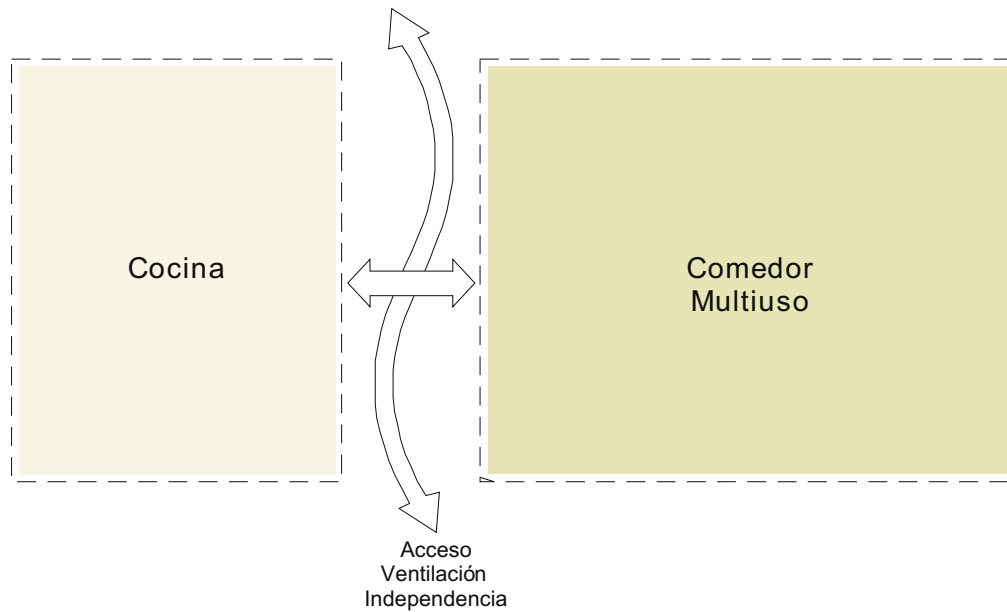 Cocina
Comedor
Multiuso
Acceso
Ventilación
Independencia